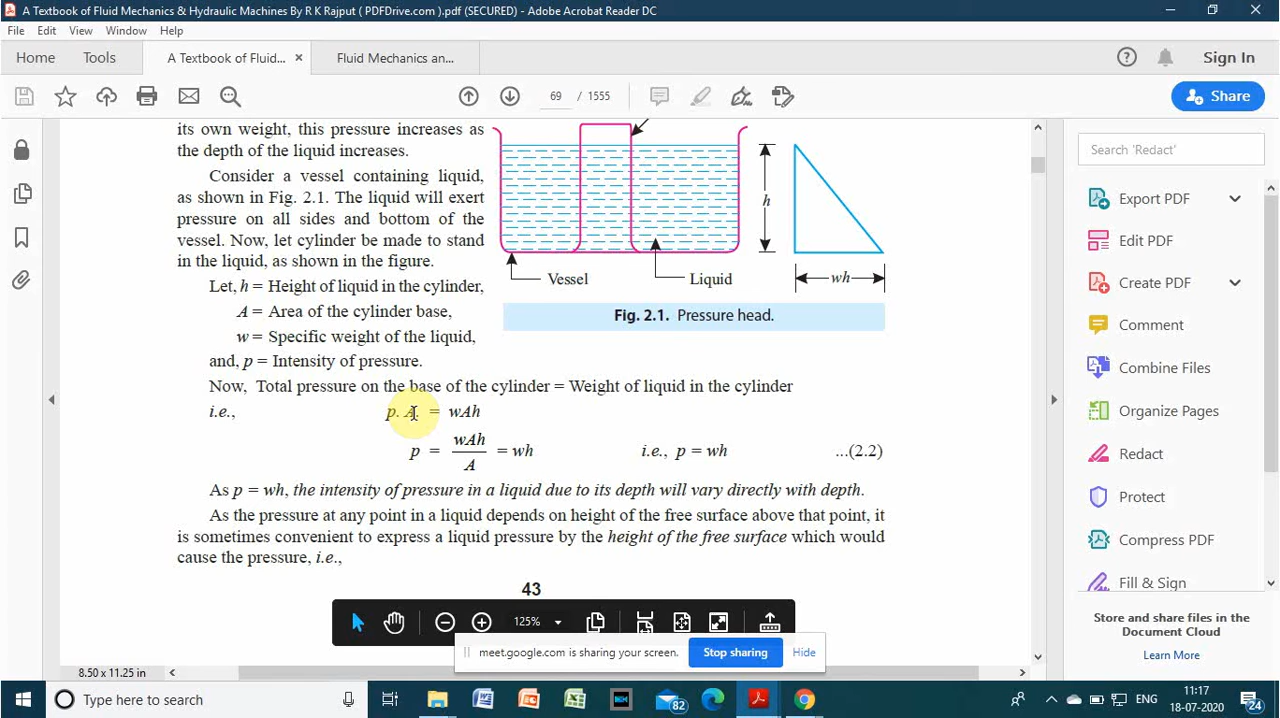 A Textbook of Fluid Mechanics & Hydraulic Machines By R K Rajput ( PDFDrive.com ).pdf (SECURED) - Adobe Acrobat Reader DC
File Edit View Window Help
Home Tools A Textbook of Fluid... × Fluid Mechanics an... Sign In
69 / 1555 Share
its own weight, this pressure increases as
the depth of the liquid increases.
Consider a vessel containing liquid,
as shown in Fig. 2.1. The liquid will exert
pressure on all sides and bottom of the
vessel. Now, let cylinder be made to stand
in the liquid, as shown in the figure.
Let, h = Height of liquid in the cylinder,
A = Area of the cylinder base,
w = Specific weight of the liquid,
and, p = Intensity of pressure.
h
Vessel Liquid wh
Fig. 2.1. Pressure head.
Now, Total pressure on the base of the cylinder = Weight of liquid in the cylinder
i.e., p. A, = wAh
p = wAh/A = wh i.e., p = wh ...(2.2)
As p = wh, the intensity of pressure in a liquid due to its depth will vary directly with depth.
As the pressure at any point in a liquid depends on height of the free surface above that point, it
is sometimes convenient to express a liquid pressure by the height of the free surface which would
cause the pressure, i.e.,
43
125%
meet.google.com is sharing your screen. Stop sharing Hide
8.50 x 11.25 in
Search 'Redact'
Export PDF
Edit PDF
Create PDF
Comment
Combine Files
Organize Pages
Redact
Protect
Compress PDF
Fill & Sign
Store and share files in the
Document Cloud
Learn More
Type here to search 82 ENG 11:17
18-07-2020 24